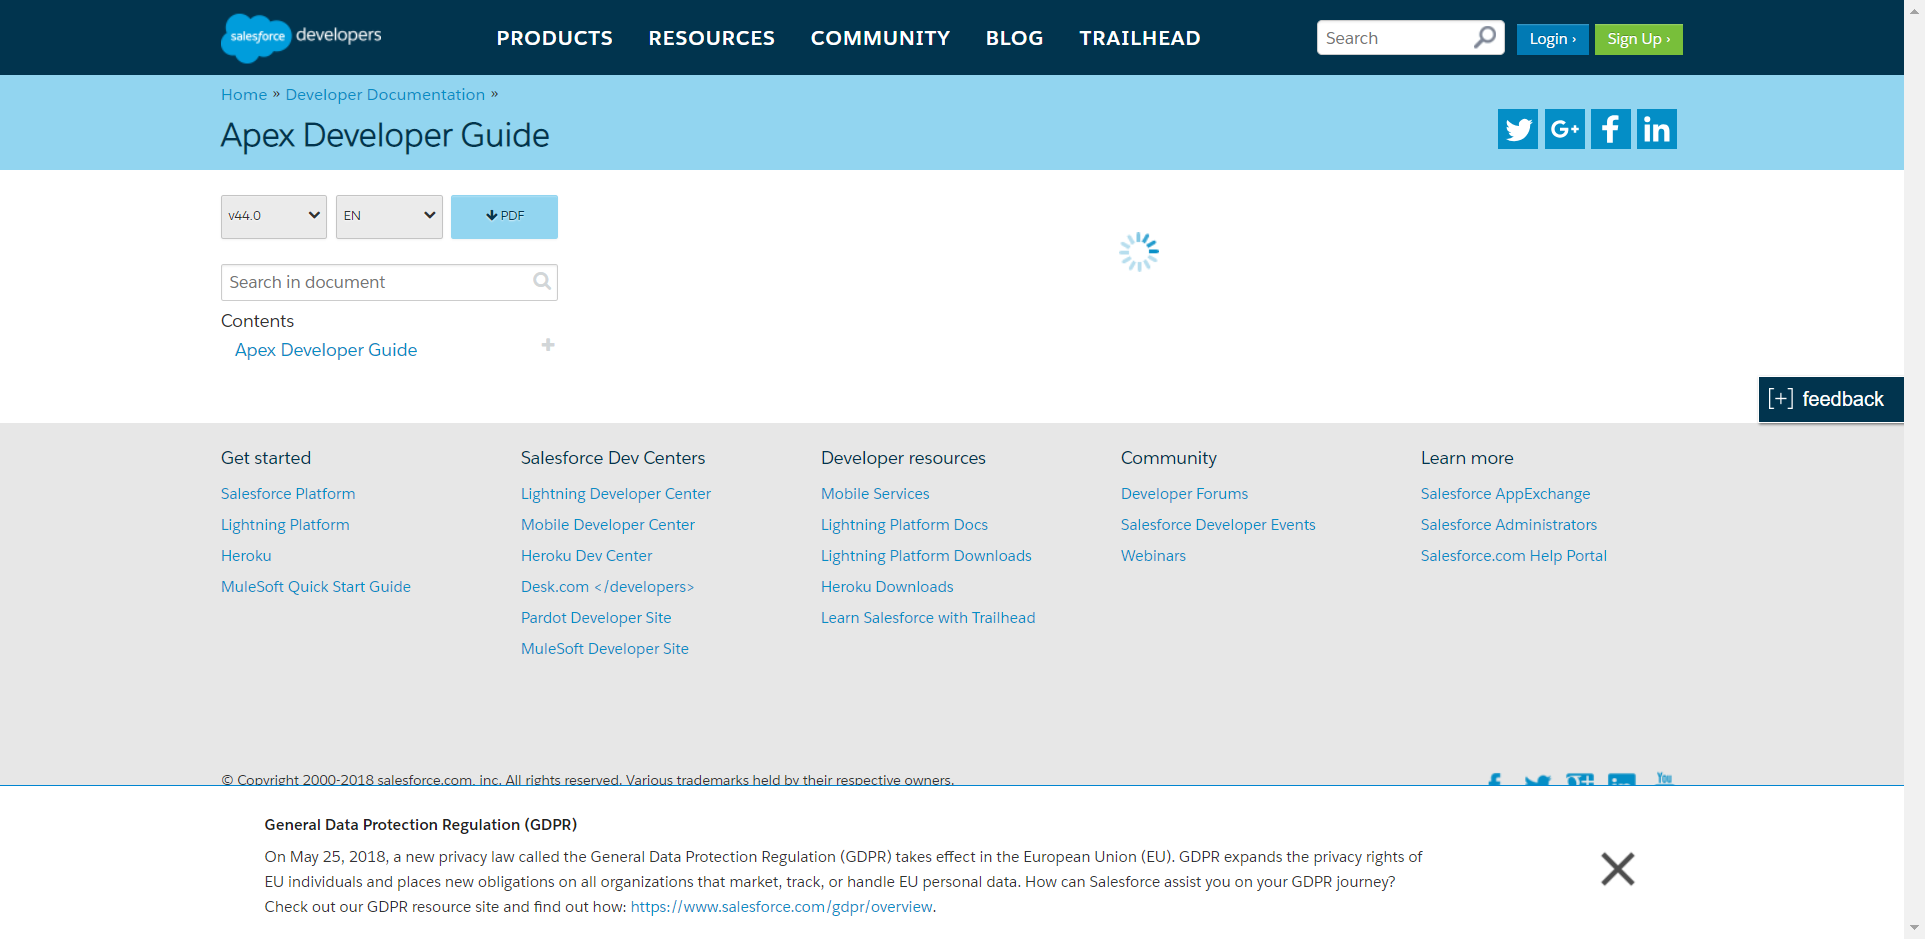 salesforce developers
PRODUCTS RESOURCES COMMUNITY BLOG TRAILHEAD
Search
Login ›
Sign Up ›
Home » Developer Documentation »
Apex Developer Guide
G+
f
in
v44.0
EN
PDF
Search in document
Contents
Apex Developer Guide
[+] feedback
Get started
Salesforce Platform
Lightning Platform
Heroku
MuleSoft Quick Start Guide
Salesforce Dev Centers
Lightning Developer Center
Mobile Developer Center
Heroku Dev Center
Desk.com </developers>
Pardot Developer Site
MuleSoft Developer Site
Developer resources
Mobile Services
Lightning Platform Docs
Lightning Platform Downloads
Heroku Downloads
Learn Salesforce with Trailhead
Community
Developer Forums
Salesforce Developer Events
Webinars
Learn more
Salesforce AppExchange
Salesforce Administrators
Salesforce.com Help Portal
© Copyright 2000-2018 salesforce.com, inc. All rights reserved. Various trademarks held by their respective owners.
You
General Data Protection Regulation (GDPR)
On May 25, 2018, a new privacy law called the General Data Protection Regulation (GDPR) takes effect in the European Union (EU). GDPR expands the privacy rights of
EU individuals and places new obligations on all organizations that market, track, or handle EU personal data. How can Salesforce assist you on your GDPR journey?
Check out our GDPR resource site and find out how: https://www.salesforce.com/gdpr/overview.